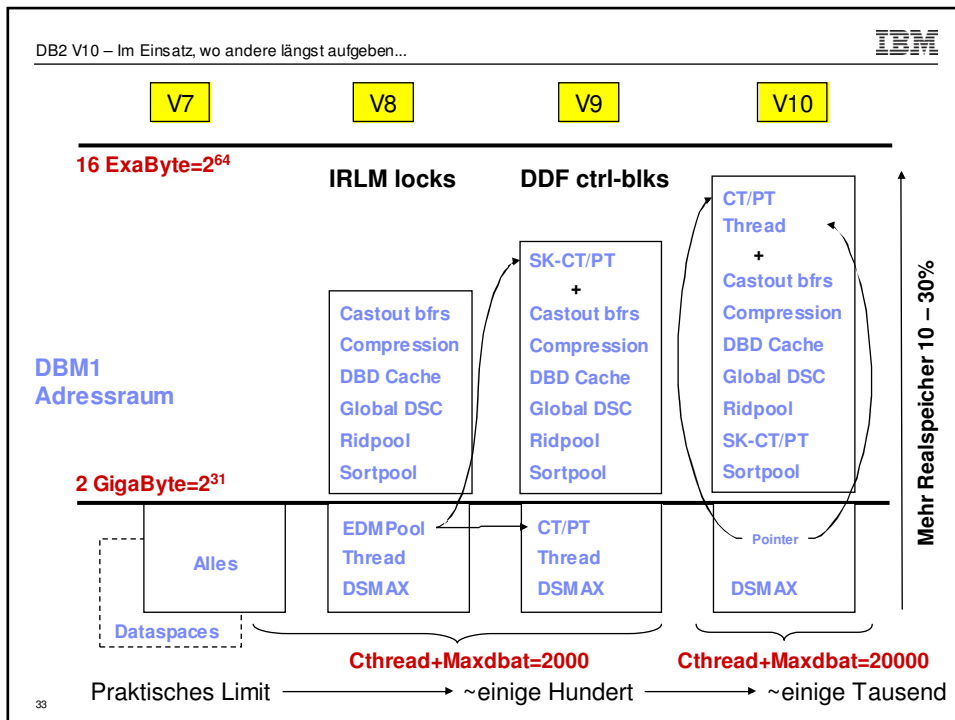 DB2 V10 – Im Einsatz, wo andere längst aufgeben...
IBM
V7
V8
V9
V10
16 ExaByte=2^64
IRLM locks
DDF ctrl-blks
DBM1
Adressraum
Castout bfrs
Compression
DBD Cache
Global DSC
Ridpool
Sortpool
SK-CT/PT
+
Castout bfrs
Compression
DBD Cache
Global DSC
Ridpool
Sortpool
CT/PT
Thread
+
Castout bfrs
Compression
DBD Cache
Global DSC
Ridpool
SK-CT/PT
Sortpool
Mehr Realspeicher 10 – 30%
2 GigaByte=2^31
Alles
Dataspaces
EDMPool
Thread
DSMAX
CT/PT
Thread
DSMAX
Pointer
DSMAX
Cthread+Maxdbat=2000
Cthread+Maxdbat=20000
Praktisches Limit
~einige Hundert
~einige Tausend
33